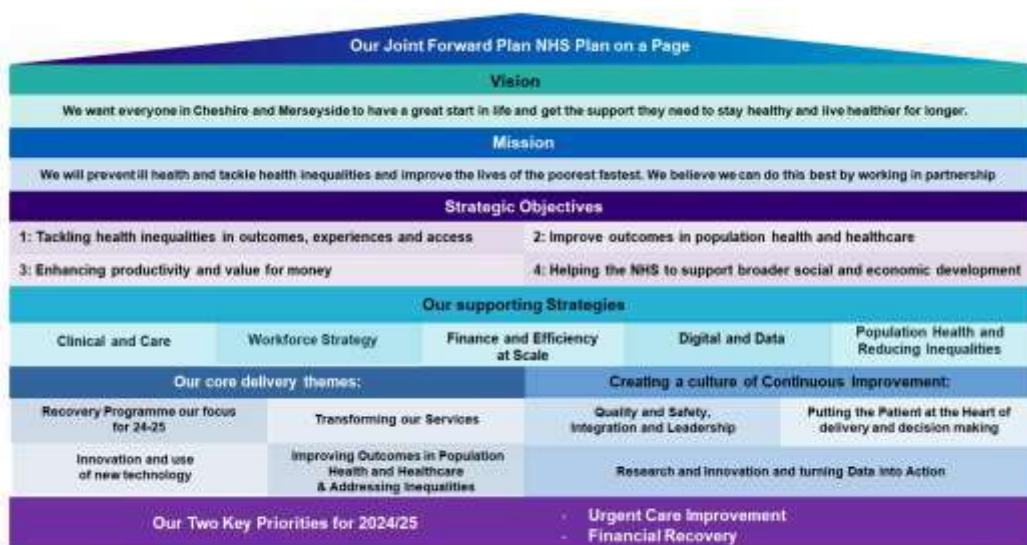 Our Joint Forward Plan NHS Plan on a Page
Vision
We want everyone in Cheshire and Merseyside to have a great start in life and get the support they need to stay healthy and live healthier for longer.
Mission
We will prevent ill health and tackle health inequalities and improve the lives of the poorest fastest. We believe we can do this best by working in partnership
Strategic Objectives
1: Tackling health inequalities in outcomes, experiences and access
2: Improve outcomes in population health and healthcare
3: Enhancing productivity and value for money
4: Helping the NHS to support broader social and economic development
Our supporting Strategies
Clinical and Care
Workforce Strategy
Finance and Efficiency
at Scale
Digital and Data
Population Health and
Reducing Inequalities
Our core delivery themes:
Recovery Programme our focus
for 24-25
Transforming our Services
Innovation and use
of new technology
Improving Outcomes in Population
Health and Healthcare
& Addressing Inequalities
Creating a culture of Continuous Improvement:
Quality and Safety,
Integration and Leadership
Putting the Patient at the Heart of
delivery and decision making
Research and Innovation and turning Data into Action
Our Two Key Priorities for 2024/25
- Urgent Care Improvement
- Financial Recovery